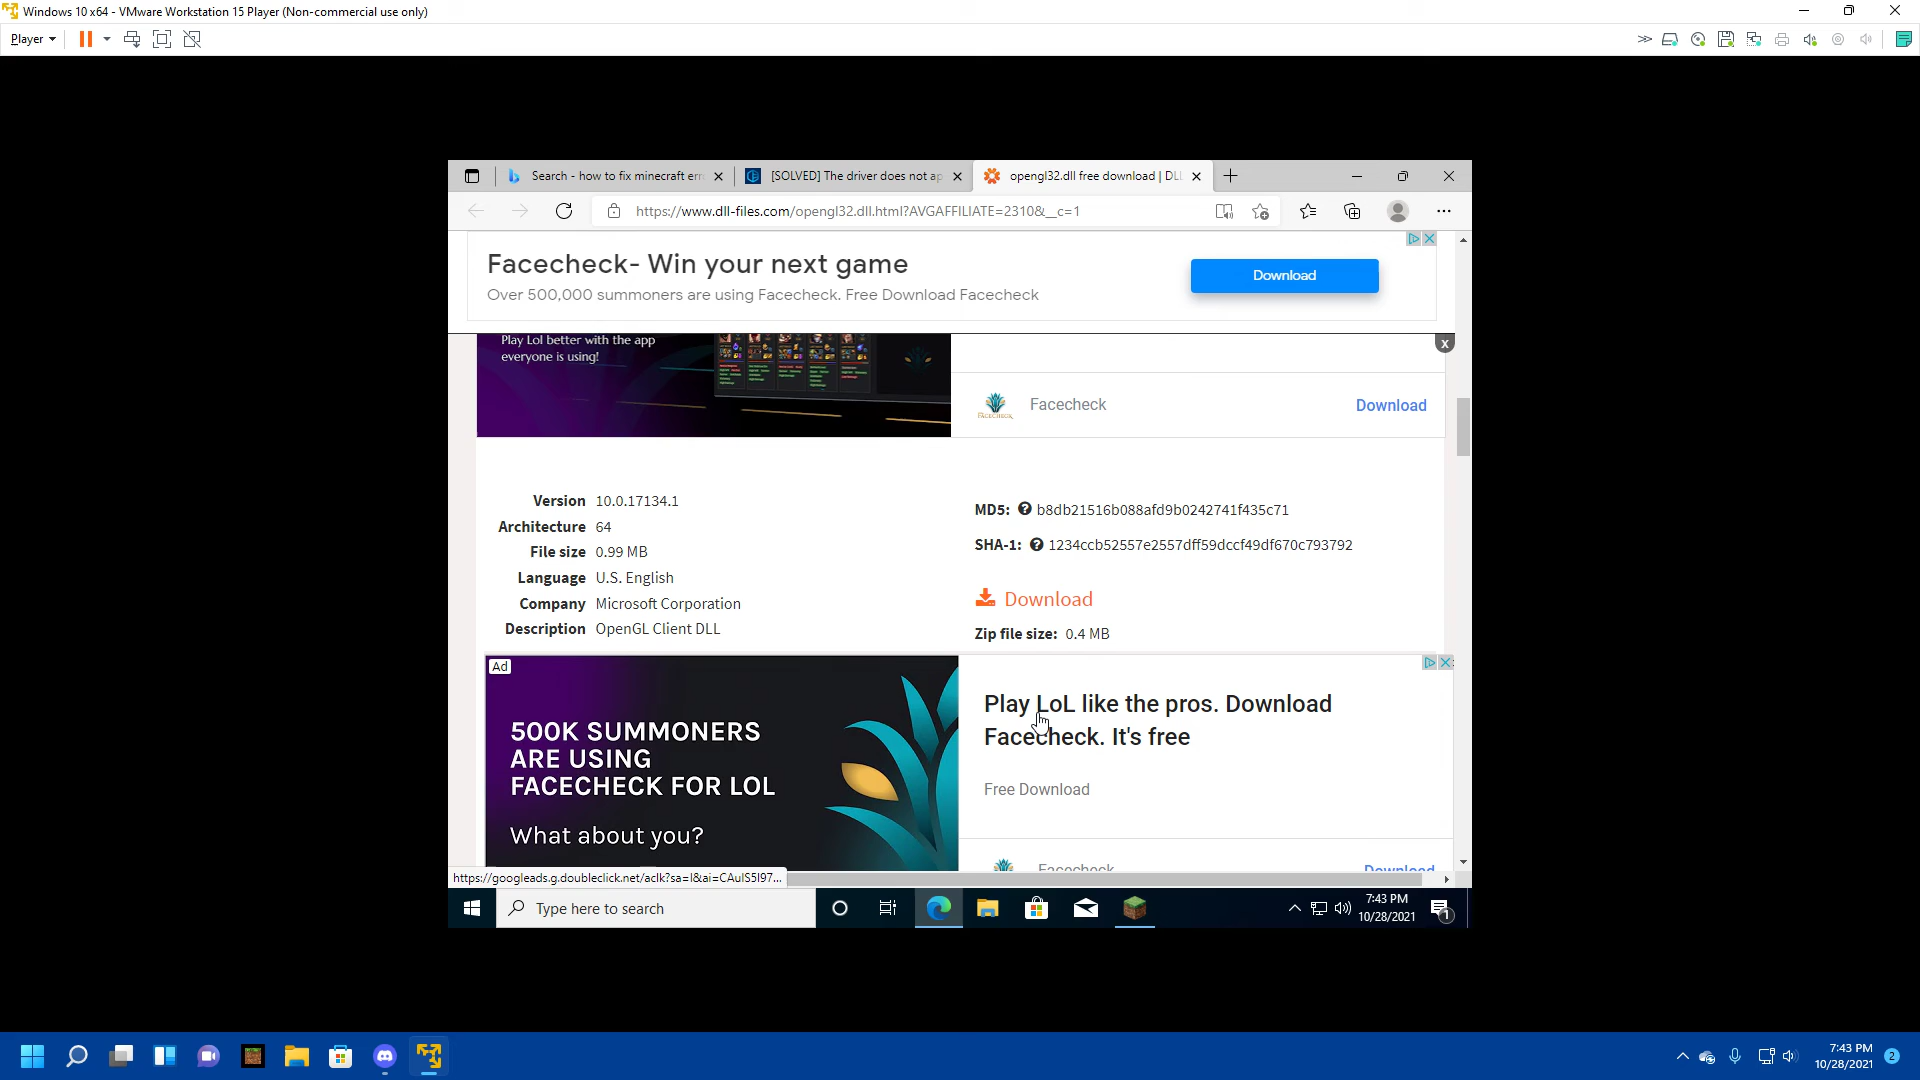 Windows 10 x64 - VMware Workstation 15 Player (Non-commercial use only)
Player
Search - how to fix minecraft err
[SOLVED] The driver does not ap
opengl32.dll free download | DLL
https://www.dll-files.com/opengl32.dll.html?AVGAFFILIATE=2310&__c=1
Facecheck- Win your next game
Over 500,000 summoners are using Facecheck. Free Download Facecheck
Download
Play Lol better with the app
everyone is using!
x
Facecheck
Download
Version 10.0.17134.1
Architecture 64
File size 0.99 MB
Language U.S. English
Company Microsoft Corporation
Description OpenGL Client DLL
MD5: b8db21516b088afd9b0242741f435c71
SHA-1: 1234ccb52557e2557dff59dccf49df670c793792
Download
Zip file size: 0.4 MB
Ad
500K SUMMONERS
ARE USING
FACECHECK FOR LOL
What about you?
Play LoL like the pros. Download
Facecheck. It's free
Free Download
Facecheck
Download
https://googleads.g.doubleclick.net/aclk?sa=l&ai=CAulS5I97...
Type here to search
7:43 PM
10/28/2021
1
7:43 PM
10/28/2021
2